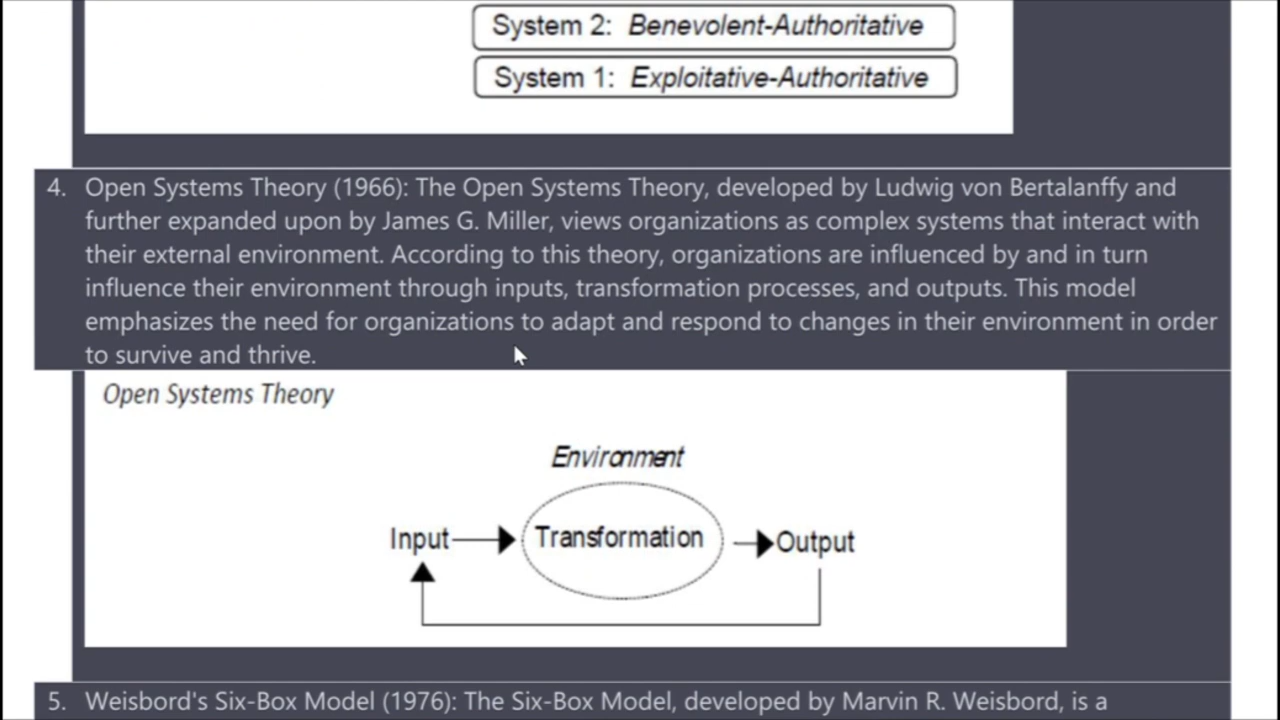 System 2: Benevolent-Authoritative
System 1: Exploitative-Authoritative
4. Open Systems Theory (1966): The Open Systems Theory, developed by Ludwig von Bertalanffy and
further expanded upon by James G. Miller, views organizations as complex systems that interact with
their external environment. According to this theory, organizations are influenced by and in turn
influence their environment through inputs, transformation processes, and outputs. This model
emphasizes the need for organizations to adapt and respond to changes in their environment in order
to survive and thrive.
Open Systems Theory
Environment
Input Transformation Output
5. Weisbord's Six-Box Model (1976): The Six-Box Model, developed by Marvin R. Weisbord, is a